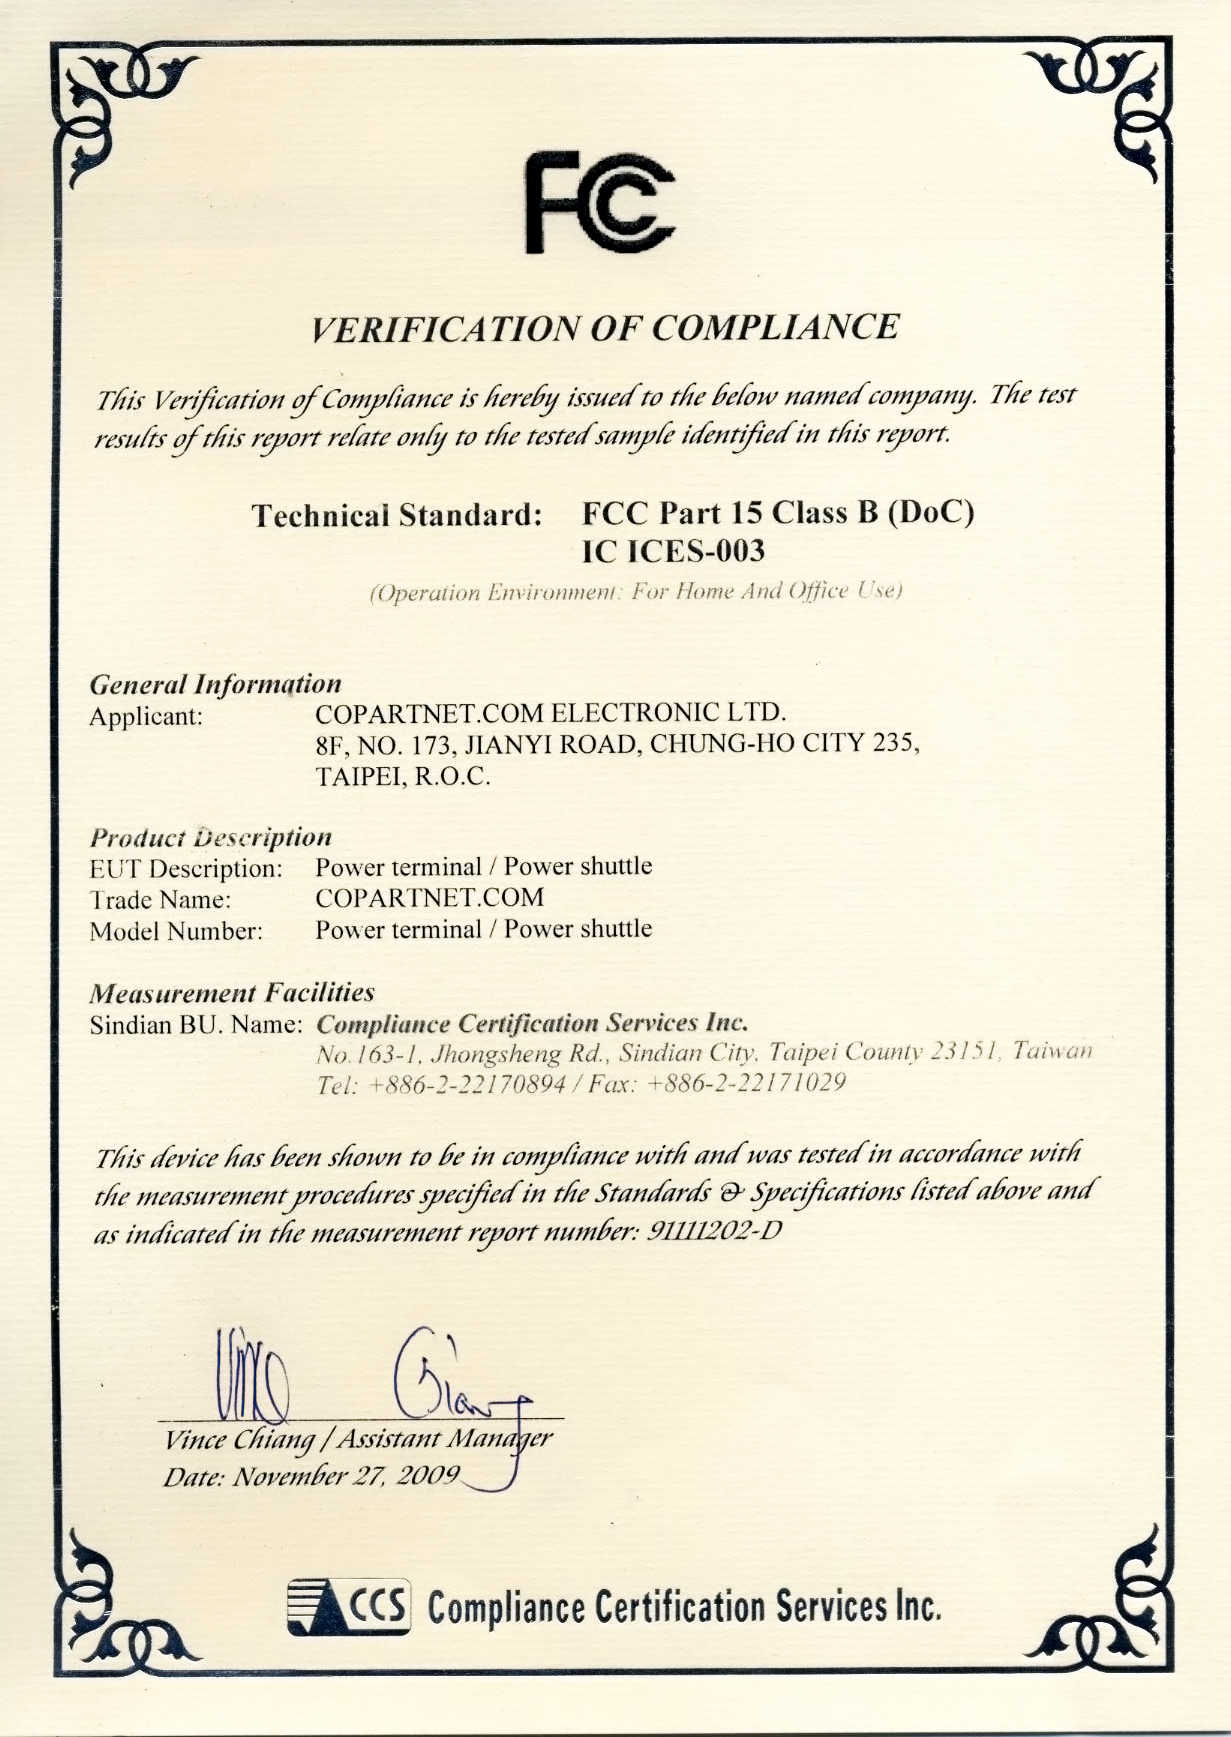 FCC
VERIFICATION OF COMPLIANCE
This Verification of Compliance is hereby issued to the below named company. The test
results of this report relate only to the tested sample identified in this report.
Technical Standard: FCC Part 15 Class B (DoC)
IC ICES-003
(Operation Environment: For Home And Office Use)
General Information
Applicant: COPARTNET.COM ELECTRONIC LTD.
8F, NO. 173, JIANYI ROAD, CHUNG-HO CITY 235,
TAIPEI, R.O.C.
Product Description
EUT Description: Power terminal / Power shuttle
Trade Name: COPARTNET.COM
Model Number: Power terminal / Power shuttle
Measurement Facilities
Sindian BU. Name: Compliance Certification Services Inc.
No.163-1, Jhongsheng Rd., Sindian City, Taipei County 23151, Taiwan
Tel: +886-2-22170894 / Fax: +886-2-22171029
This device has been shown to be in compliance with and was tested in accordance with
the measurement procedures specified in the Standards & Specifications listed above and
as indicated in the measurement report number: 91111202-D
Vince Chiang
Vince Chiang / Assistant Manager
Date: November 27, 2009
CCS Compliance Certification Services Inc.